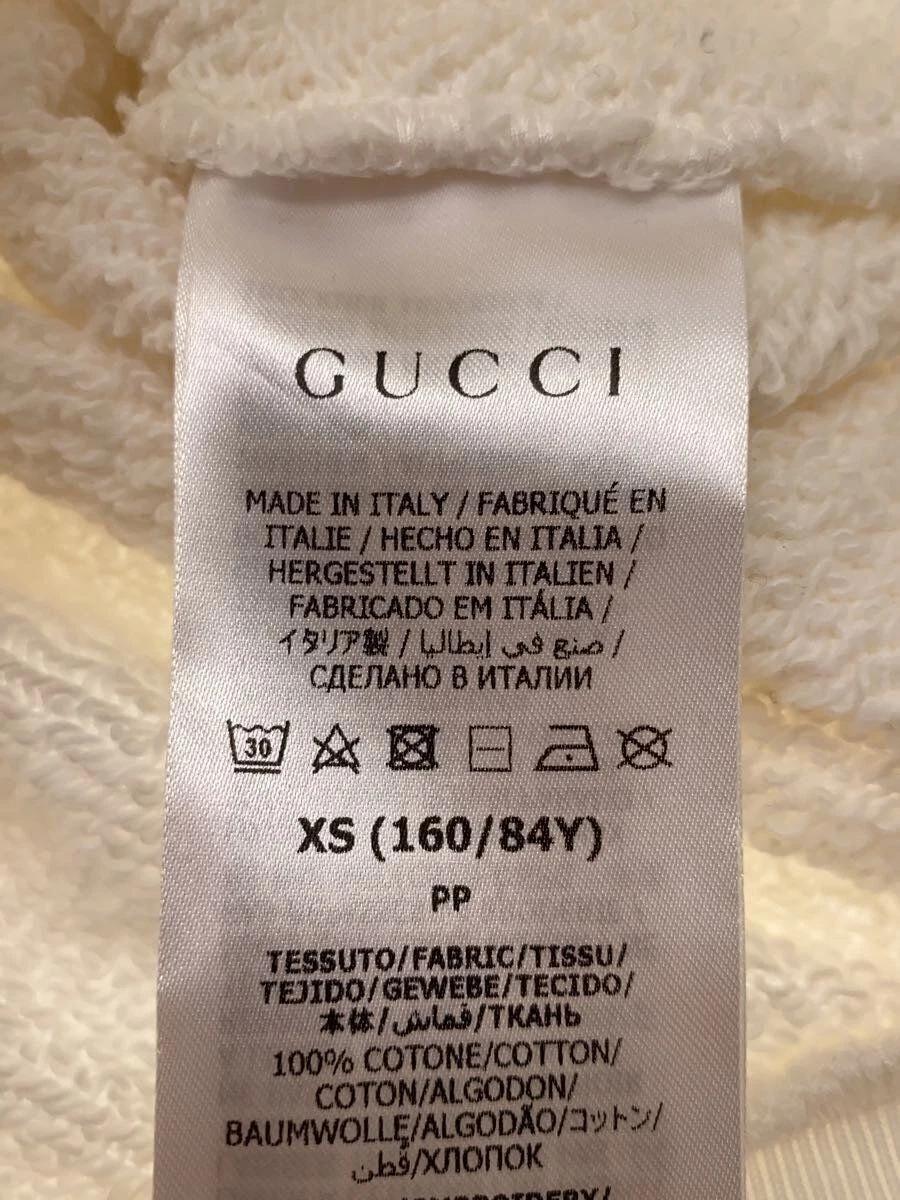 GUCCI
MADE IN ITALY / FABRIQUÉ EN
ITALIE / HECHO EN ITALIA /
HERGESTELLT IN ITALIEN /
FABRICADO EM ITÁLIA /
イタリア製 / صنع في إيطاليا /
СДЕЛАНО В ИТАЛИИ
30
XS (160/84Y)
PP
TESSUTO/FABRIC/TISSU/
TEJIDO/GEWEBE/TECIDO/
本体/قماش/ТКАНЬ
100% COTONE/COTTON/
COTON/ALGODON/
BAUMWOLLE/ALGODÃO/コットン/
قطن/ХЛОПОК